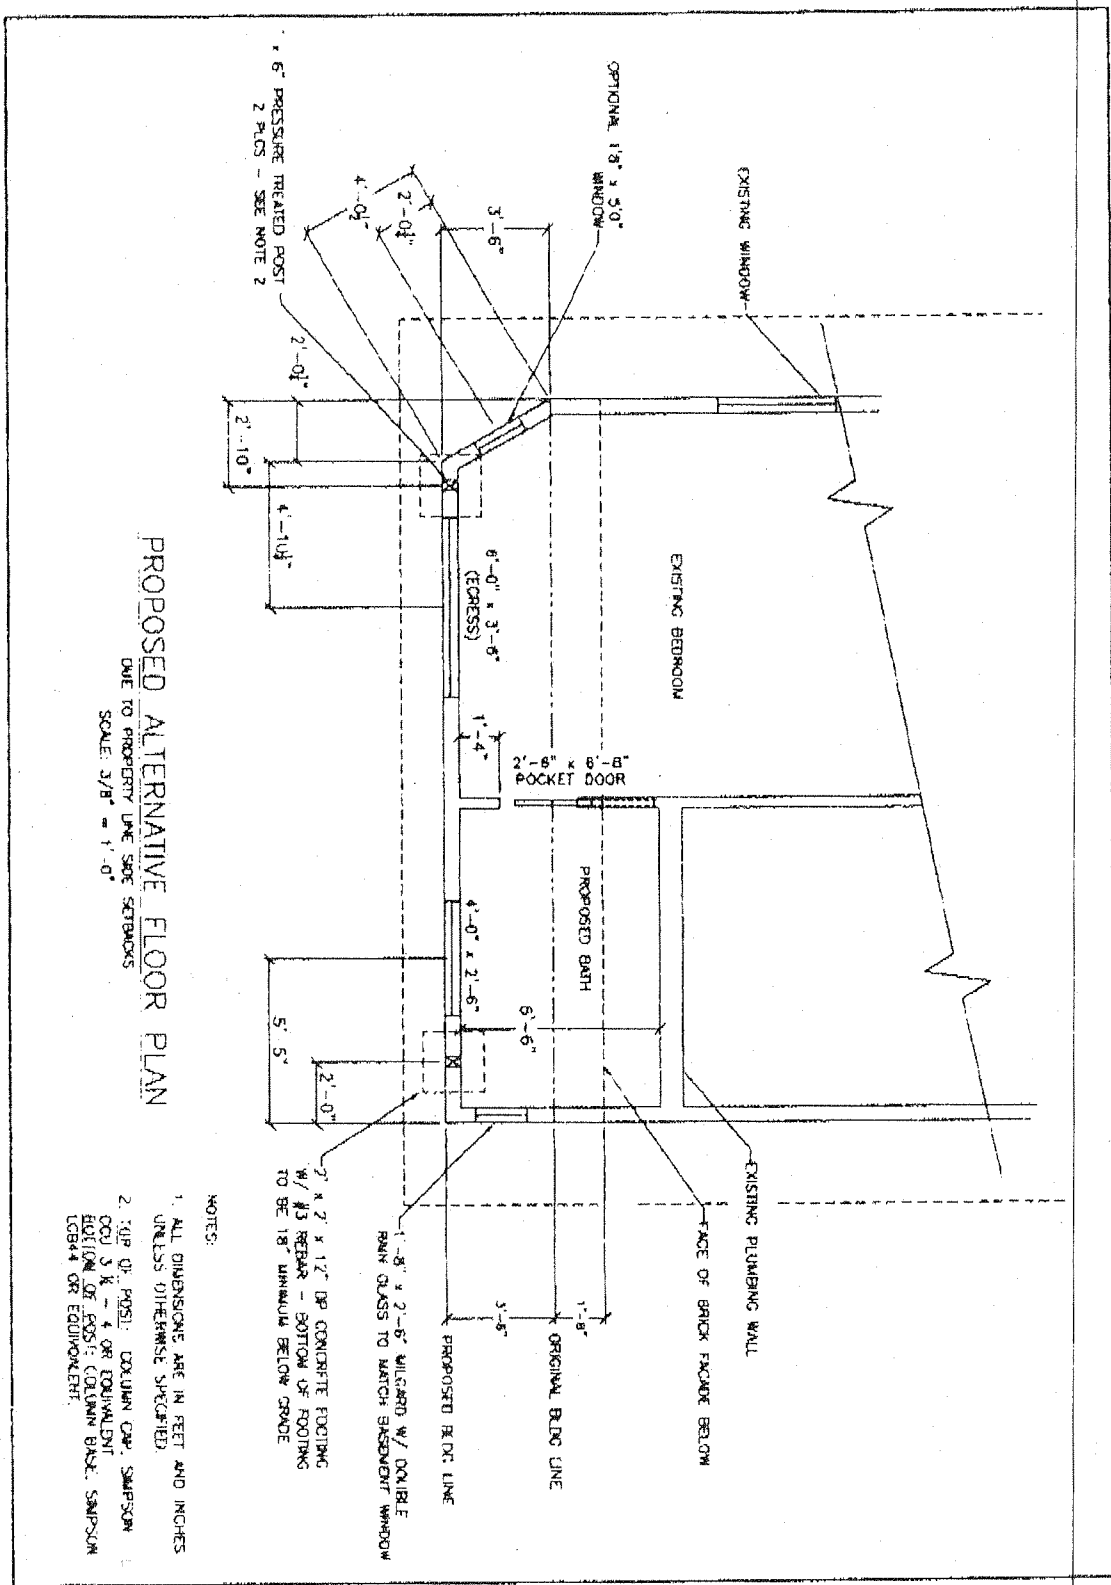 EXISTING WINDOW
OPTIONAL 1'8" x 5'0"
WINDOW
3'-6"
2'-0¼"
4'-0½"
x 6" PRESSURE TREATED POST
2 PLCS - SEE NOTE 2
2'-0¼"
2'-10"
EXISTING BEDROOM
6'-0" x 3'-6"
(EGRESS)
1'-4"
2'-6" x 6'-8"
POCKET DOOR
PROPOSED BATH
4'-0" x 2'-6"
6'-6"
5' 5"
2'-0"
EXISTING PLUMBING WALL
FACE OF BRICK FACADE BELOW
1'-8"
ORIGINAL BLDG LINE
3'-6"
PROPOSED BLDG LINE
1'-8" x 2'-6" MILGARD W/ DOUBLE
RAIN GLASS TO MATCH BASEMENT WINDOW
2' x 2' x 12" DP CONCRETE FOOTING
W/ #3 REBAR - BOTTOM OF FOOTING
TO BE 18" MINIMUM BELOW GRADE
PROPOSED ALTERNATIVE FLOOR PLAN
DUE TO PROPERTY LINE SIDE SETBACKS
SCALE: 3/8" = 1'-0"
NOTES:
1. ALL DIMENSIONS ARE IN FEET AND INCHES
UNLESS OTHERWISE SPECIFIED.
2. TOP OF POST: COLUMN CAP: SIMPSON
- 4 OR EQUIVALENT
BOTTOM OF POST: COLUMN BASE: SIMPSON
LCB44 OR EQUIVALENT.